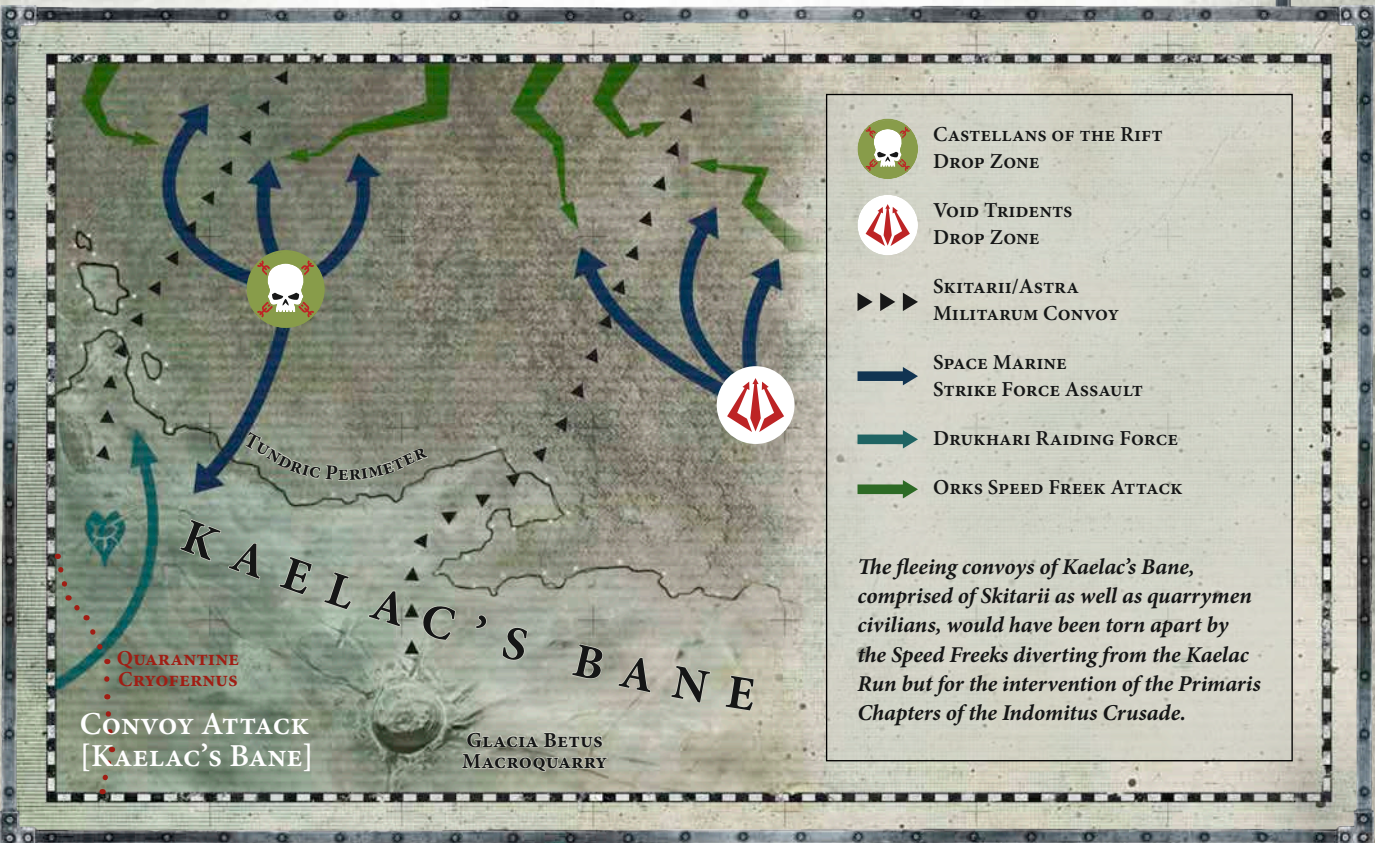 Castellans of the Rift
Drop Zone
Void Tridents
Drop Zone
Skitarii/Astra
Militarum Convoy
Space Marine
Strike Force Assault
Drukhari Raiding Force
Orks Speed Freek Attack
The fleeing convoys of Kaelac's Bane,
comprised of Skitarii as well as quarrymen
civilians, would have been torn apart by
the Speed Freeks diverting from the Kaelac
Run but for the intervention of the Primaris
Chapters of the Indomitus Crusade.
Tundric Perimeter
KAELAC'S BANE
Quarantine
Cryofernus
Convoy Attack
[Kaelac's Bane]
Glacia Betus
Macroquarry